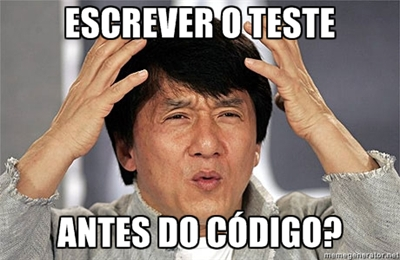 ESCREVER O TESTE
ANTES DO CÓDIGO?
memegenerator.net